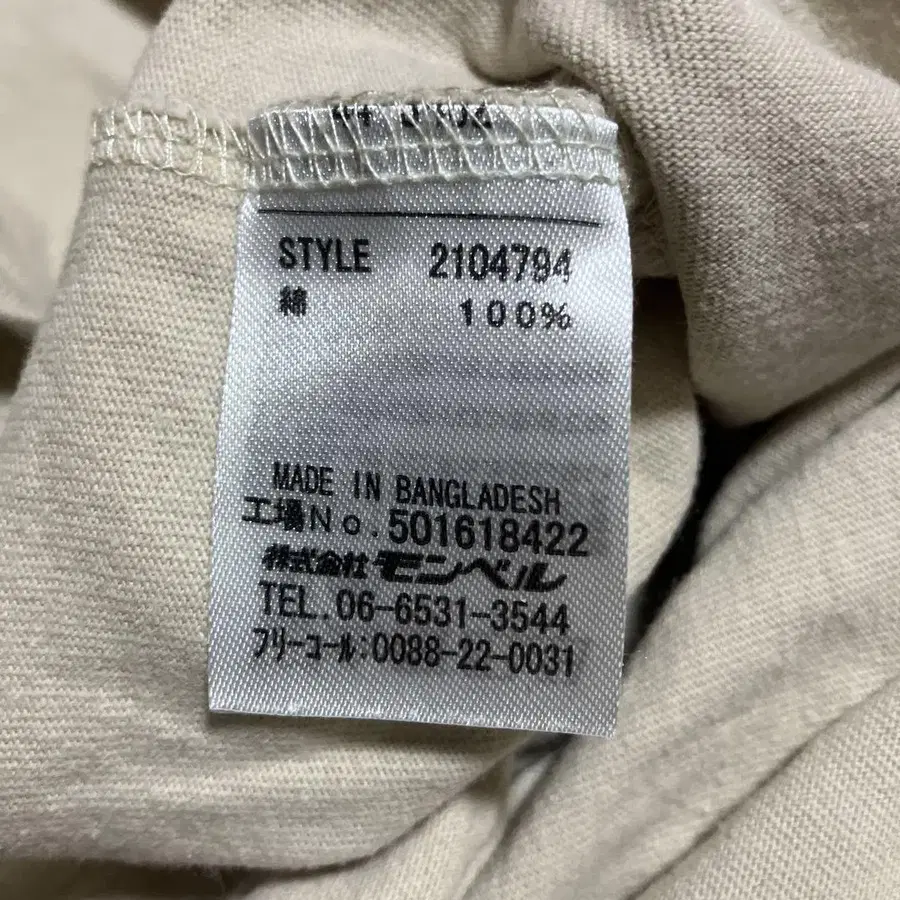 STYLE 2104794
綿 100%
MADE IN BANGLADESH
工場No.501618422
株式会社モンベル
TEL.06-6531-3544
フリーコール:0088-22-0031